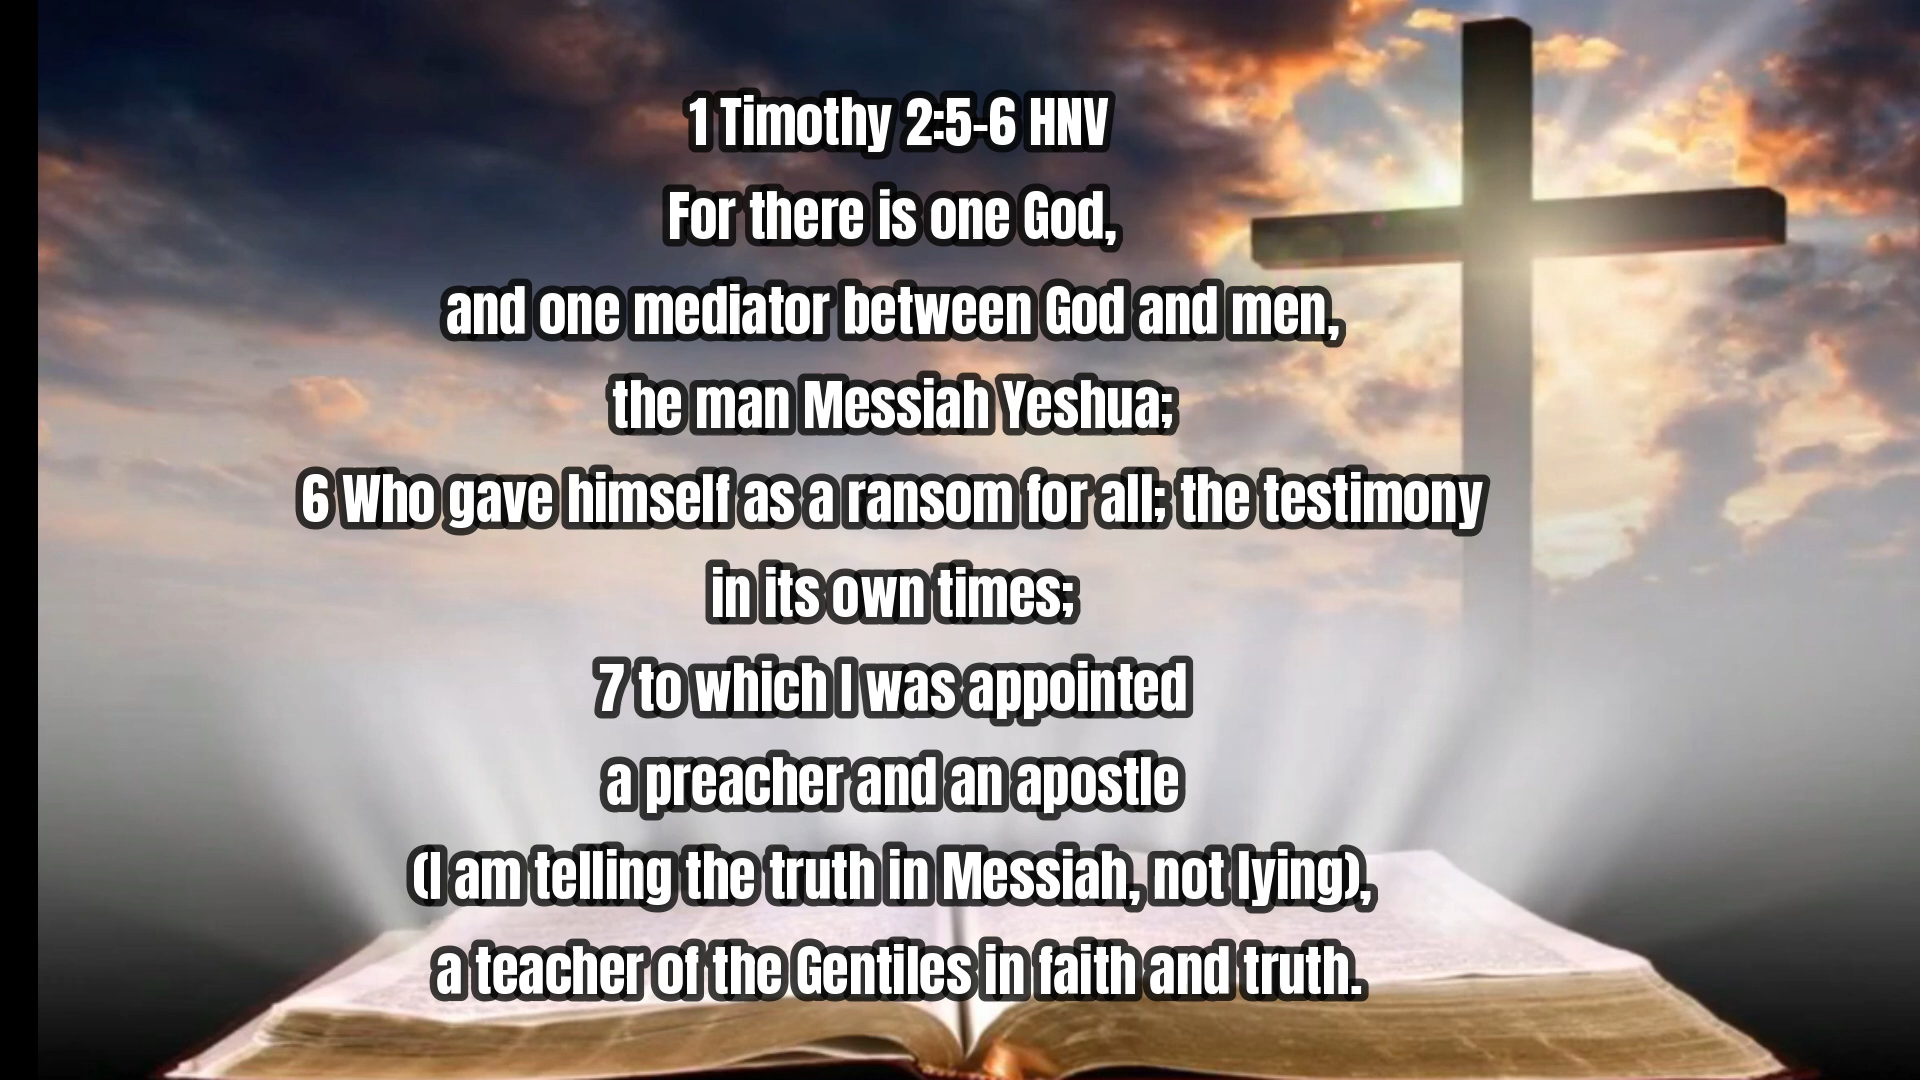 1 Timothy 2:5-6 HNV
For there is one God,
and one mediator between God and men,
the man Messiah Yeshua;
6 Who gave himself as a ransom for all; the testimony
in its own times;
7 to which I was appointed
a preacher and an apostle
(I am telling the truth in Messiah, not lying),
a teacher of the Gentiles in faith and truth.